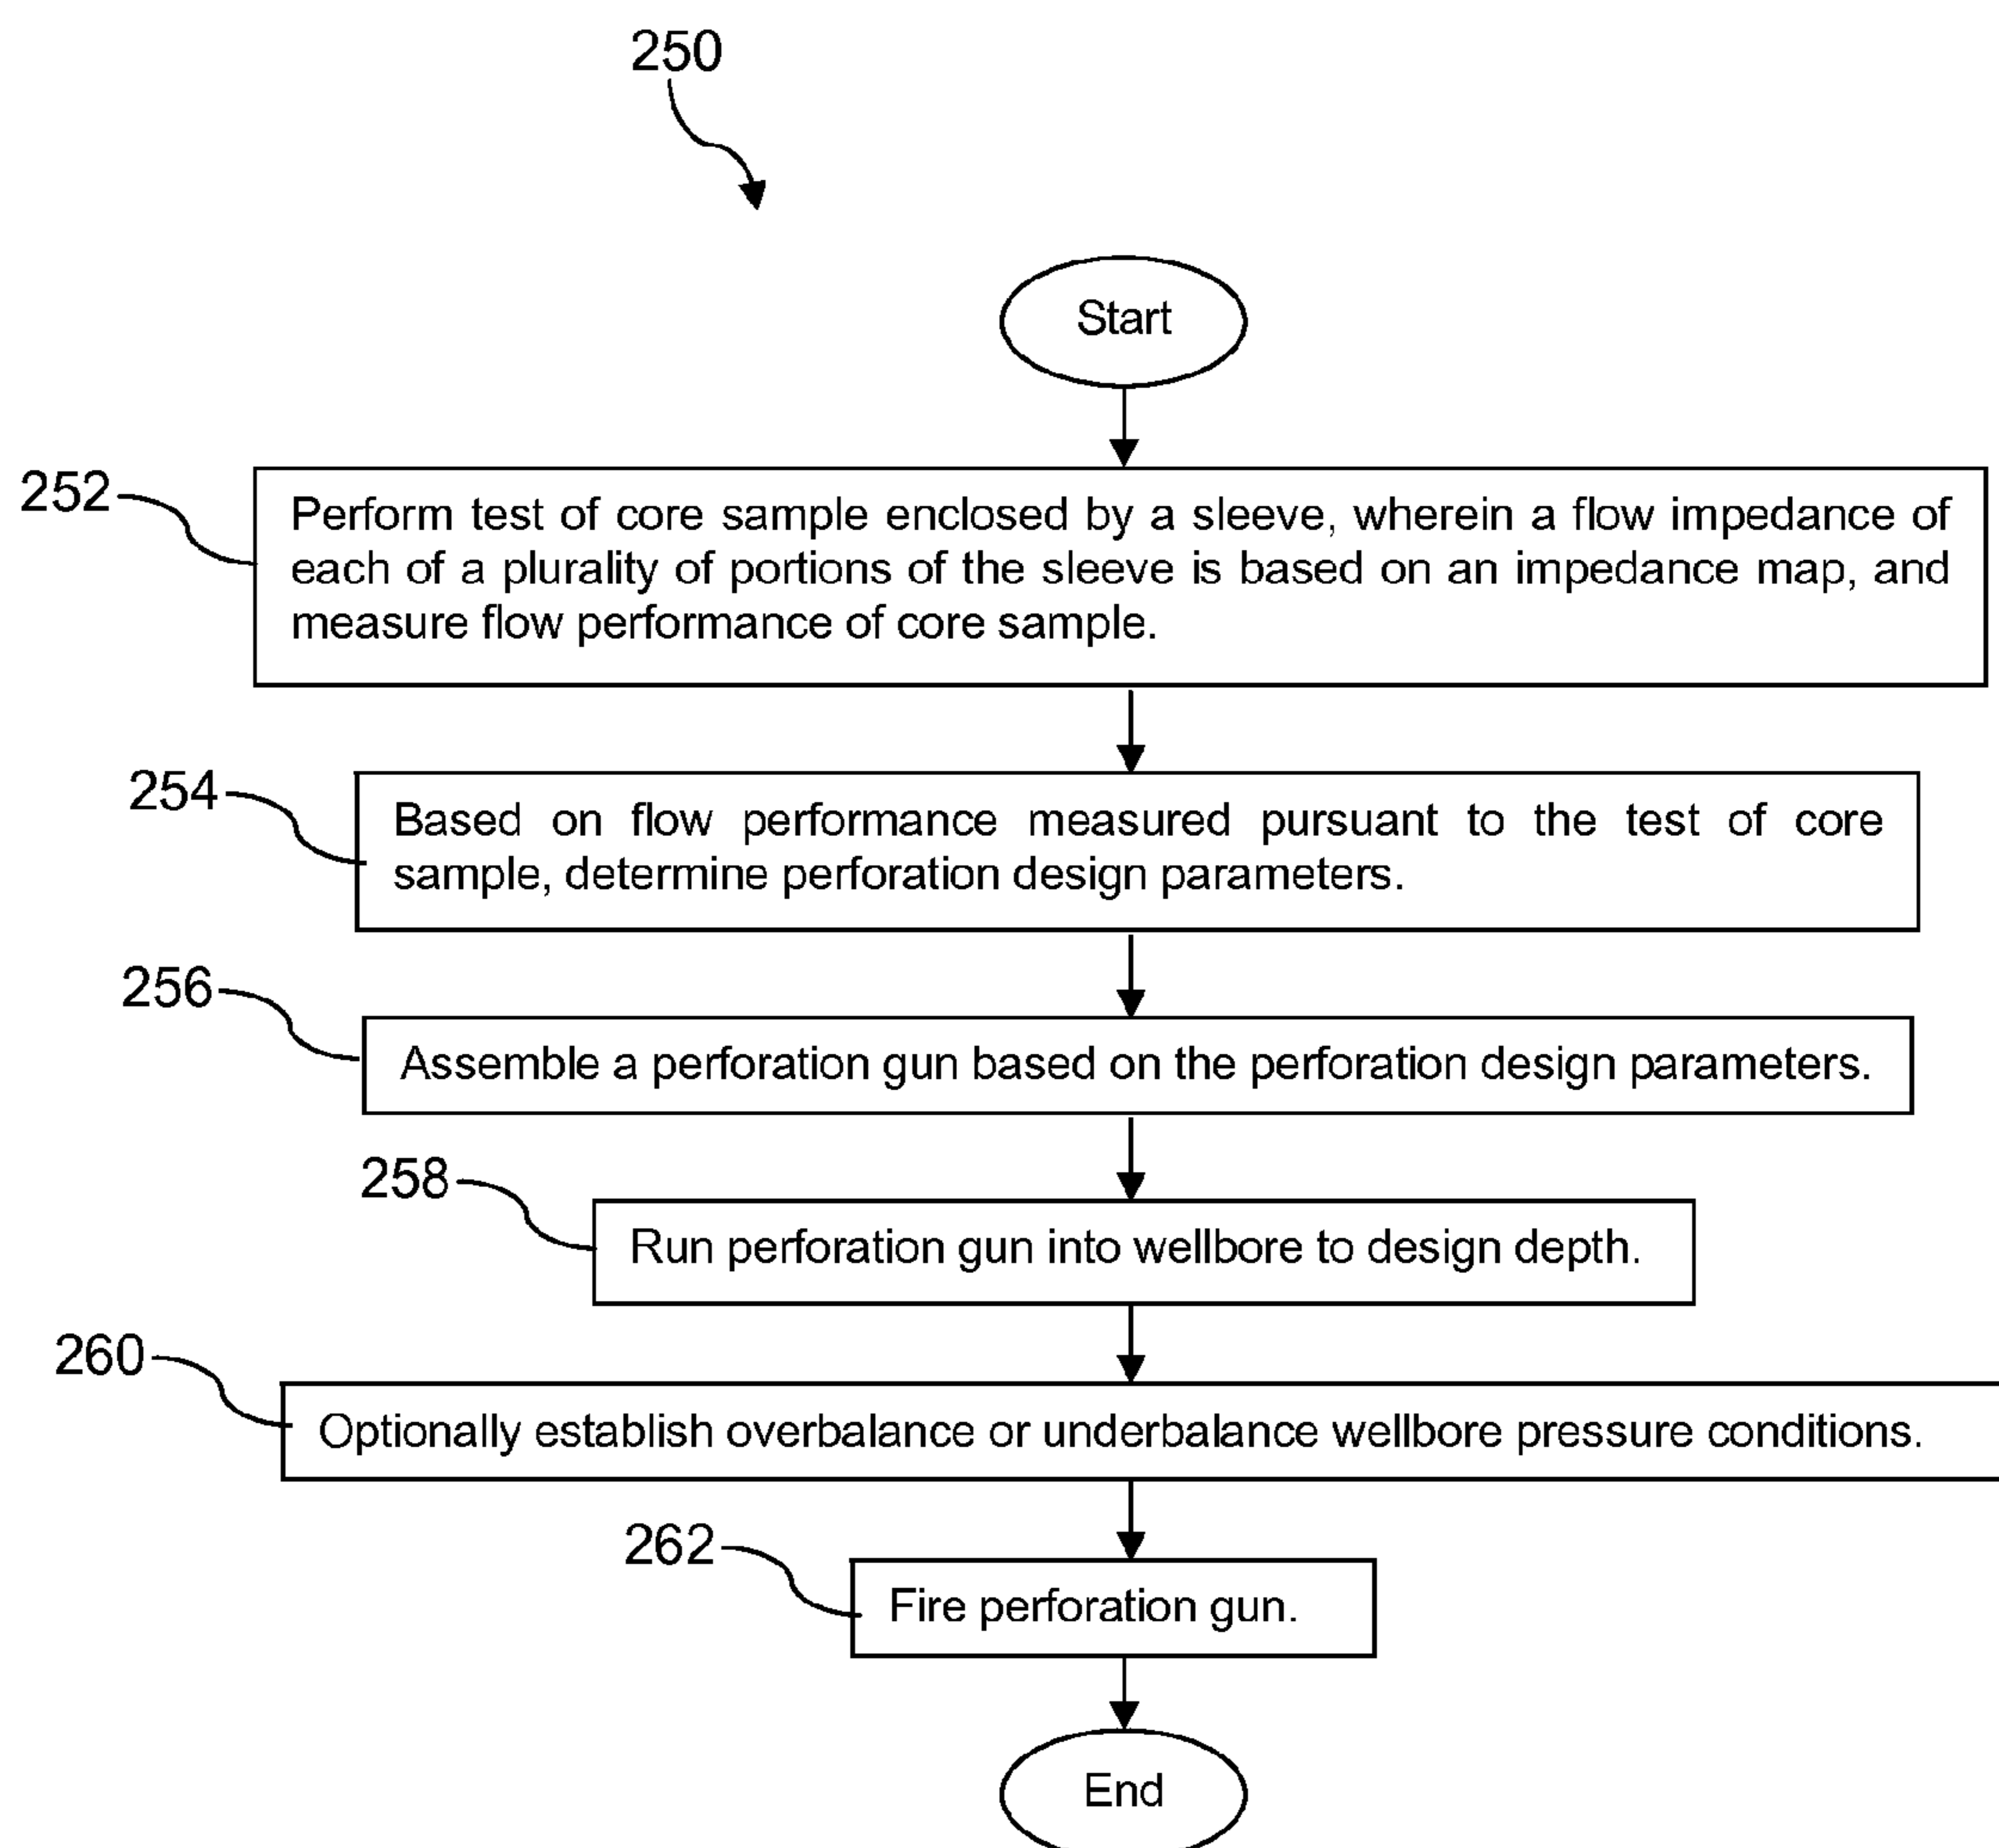 250
Start
252
Perform test of core sample enclosed by a sleeve, wherein a flow impedance of
each of a plurality of portions of the sleeve is based on an impedance map, and
measure flow performance of core sample.
254
Based on flow performance measured pursuant to the test of core
sample, determine perforation design parameters.
256
Assemble a perforation gun based on the perforation design parameters.
258
Run perforation gun into wellbore to design depth.
260
Optionally establish overbalance or underbalance wellbore pressure conditions.
262
Fire perforation gun.
End